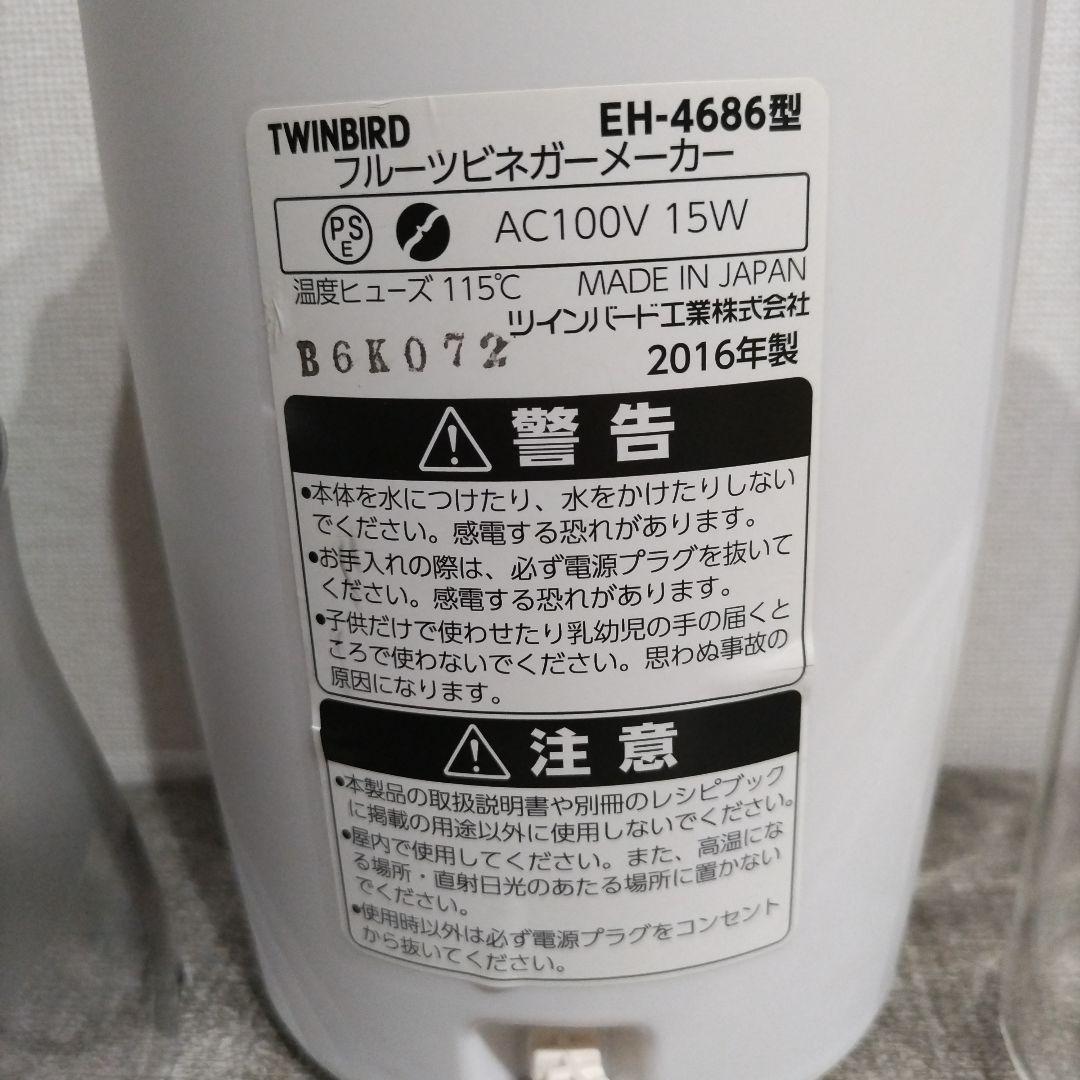 TWINBIRD EH-4686型
フルーツビネガーメーカー
PSE AC100V 15W
温度ヒューズ 115℃ MADE IN JAPAN
ツインバード工業株式会社
B6K072 2016年製
警告
•本体を水につけたり、水をかけたりしない
でください。感電する恐れがあります。
•お手入れの際は、必ず電源プラグを抜いて
ください。感電する恐れがあります。
•子供だけで使わせたり乳幼児の手の届くと
ころで使わないでください。思わぬ事故の
原因になります。
注意
•本製品の取扱説明書や別冊のレシピブック
に掲載の用途以外に使用しないでください。
•屋内で使用してください。また、高温にな
る場所・直射日光のあたる場所に置かない
でください。
•使用時以外は必ず電源プラグをコンセント
から抜いてください。